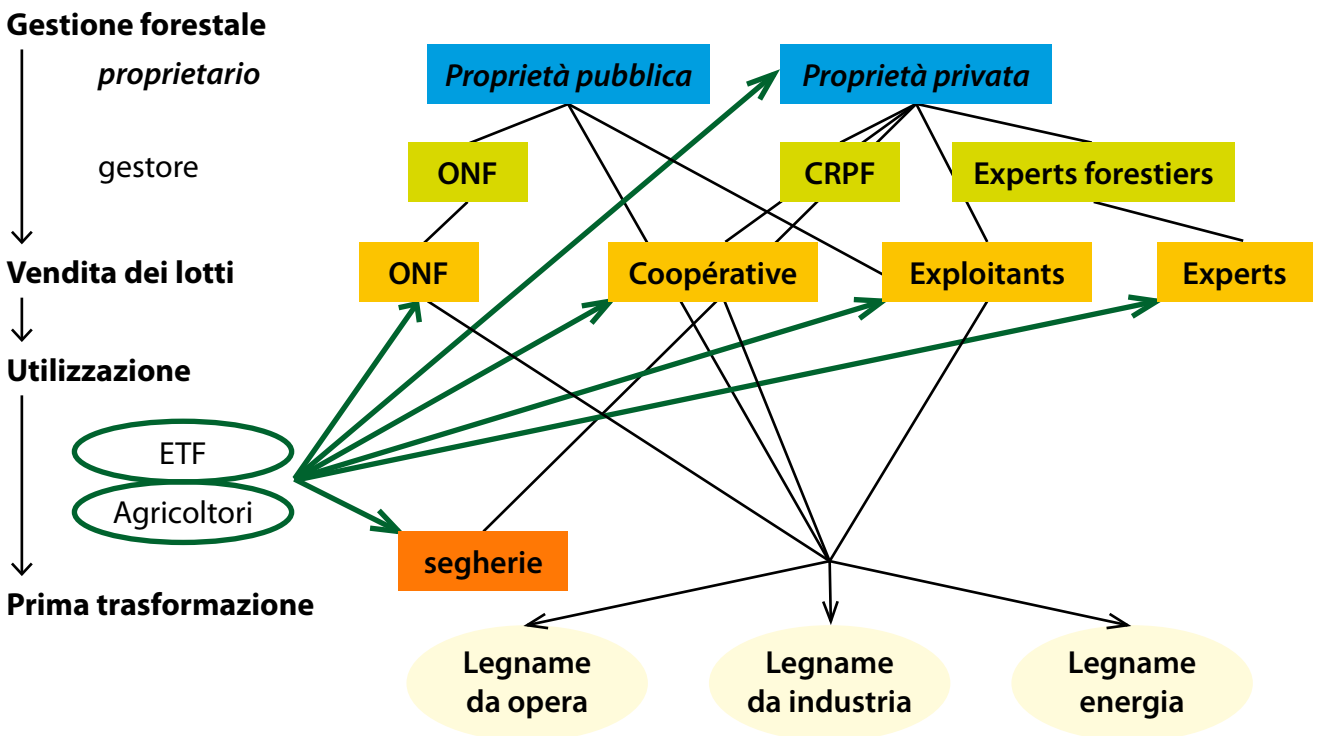 Gestione forestale
proprietario
Proprietà pubblica
Proprietà privata
gestore
ONF
CRPF
Experts forestiers
Vendita dei lotti
ONF
Coopérative
Exploitants
Experts
Utilizzazione
ETF
Agricoltori
segherie
Prima trasformazione
Legname
da opera
Legname
da industria
Legname
energia